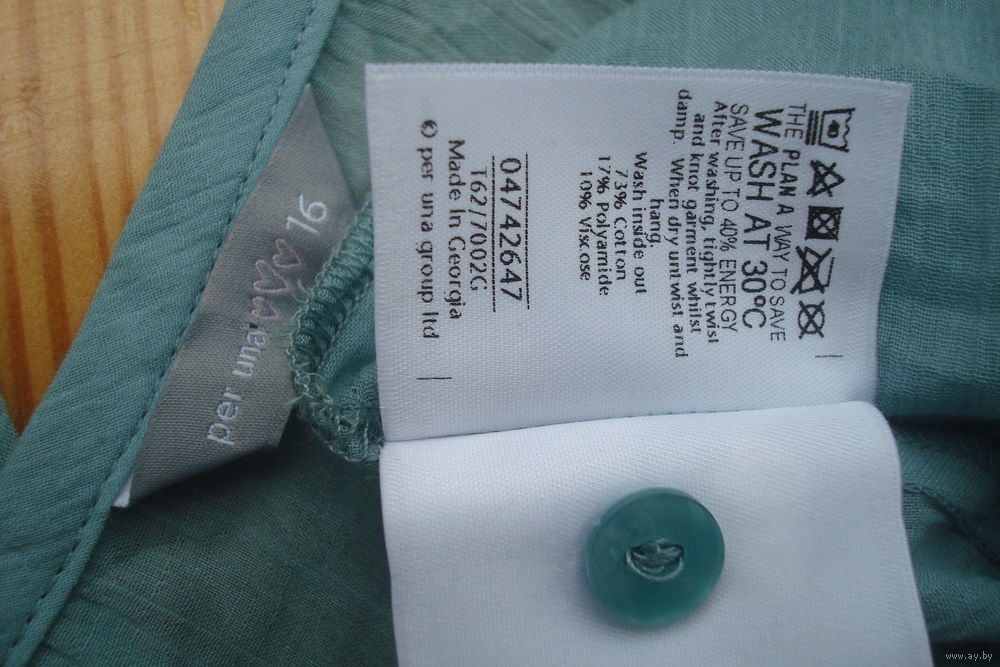 THE PLAN A WAY TO SAVE
WASH AT 30ºC
SAVE UP TO 40% ENERGY
After washing, tightly twist
and knot garment whilst
damp. When dry untwist and
hang.
Wash inside out
73% Cotton
17% Polyamide
10% Viscose
04742647
T62/7002G
Made In Georgia
© per una group ltd
per una
16
www.ay.by